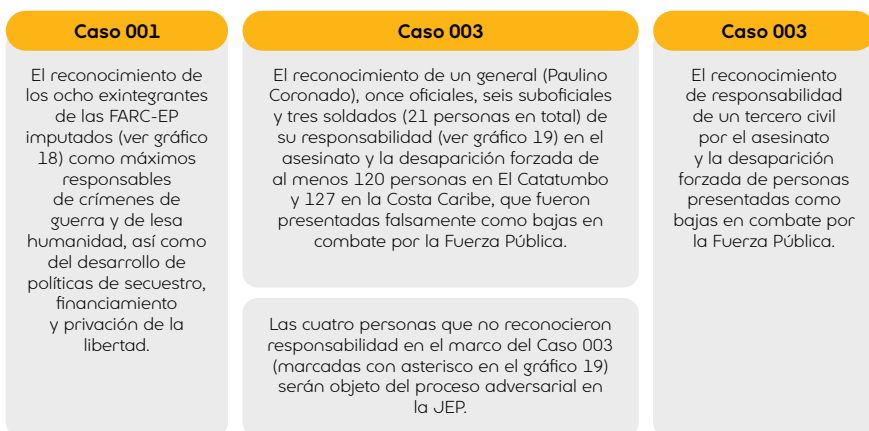 Caso 001
El reconocimiento de
los ocho exintegrantes
de las FARC-EP
imputados (ver gráfico
18) como máximos
responsables
de crímenes de
guerra y de lesa
humanidad, así como
del desarrollo de
políticas de secuestro,
financiamiento
y privación de la
libertad.
Caso 003
El reconocimiento de un general (Paulino
Coronado), once oficiales, seis suboficiales
y tres soldados (21 personas en total) de
su responsabilidad (ver gráfico 19) en el
asesinato y la desaparición forzada de
al menos 120 personas en El Catatumbo
y 127 en la Costa Caribe, que fueron
presentadas falsamente como bajas en
combate por la Fuerza Pública.
Las cuatro personas que no reconocieron
responsabilidad en el marco del Caso 003
(marcadas con asterisco en el gráfico 19)
serán objeto del proceso adversarial en
la JEP.
Caso 003
El reconocimiento
de responsabilidad
de un tercero civil
por el asesinato
y la desaparición
forzada de personas
presentadas como
bajas en combate por
la Fuerza Pública.